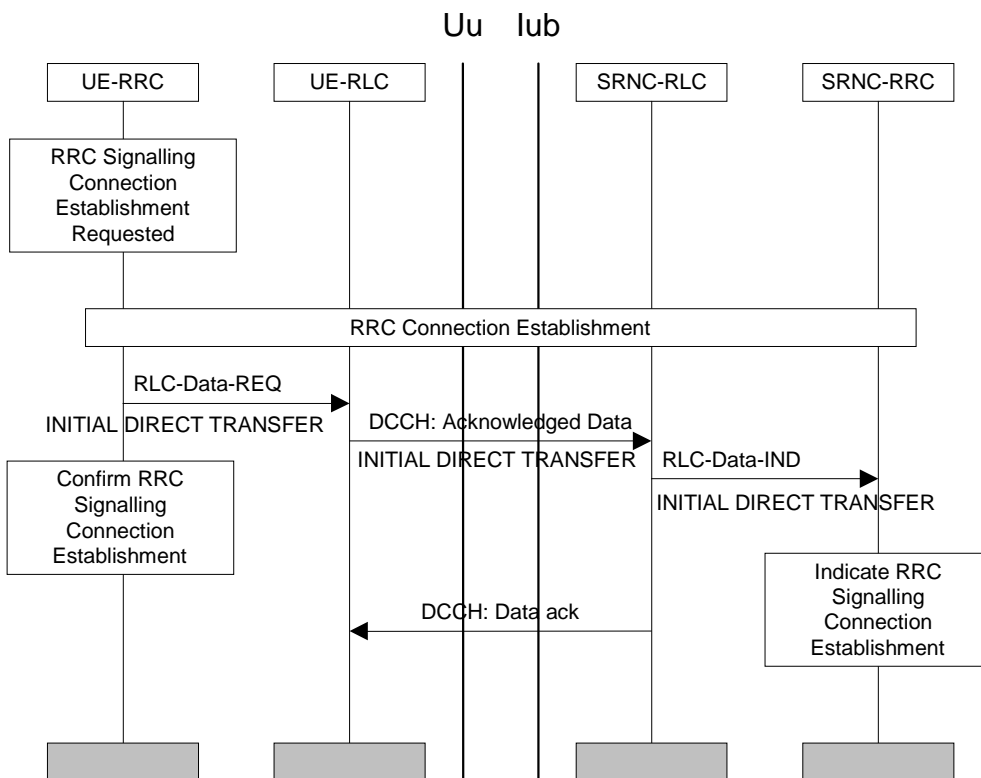 Uu Iub
UE-RRC UE-RLC SRNC-RLC SRNC-RRC
RRC Signalling
Connection
Establishment
Requested
RRC Connection Establishment
RLC-Data-REQ
INITIAL DIRECT TRANSFER
DCCH: Acknowledged Data
INITIAL DIRECT TRANSFER
RLC-Data-IND
INITIAL DIRECT TRANSFER
Confirm RRC
Signalling
Connection
Establishment
Indicate RRC
Signalling
Connection
Establishment
DCCH: Data ack